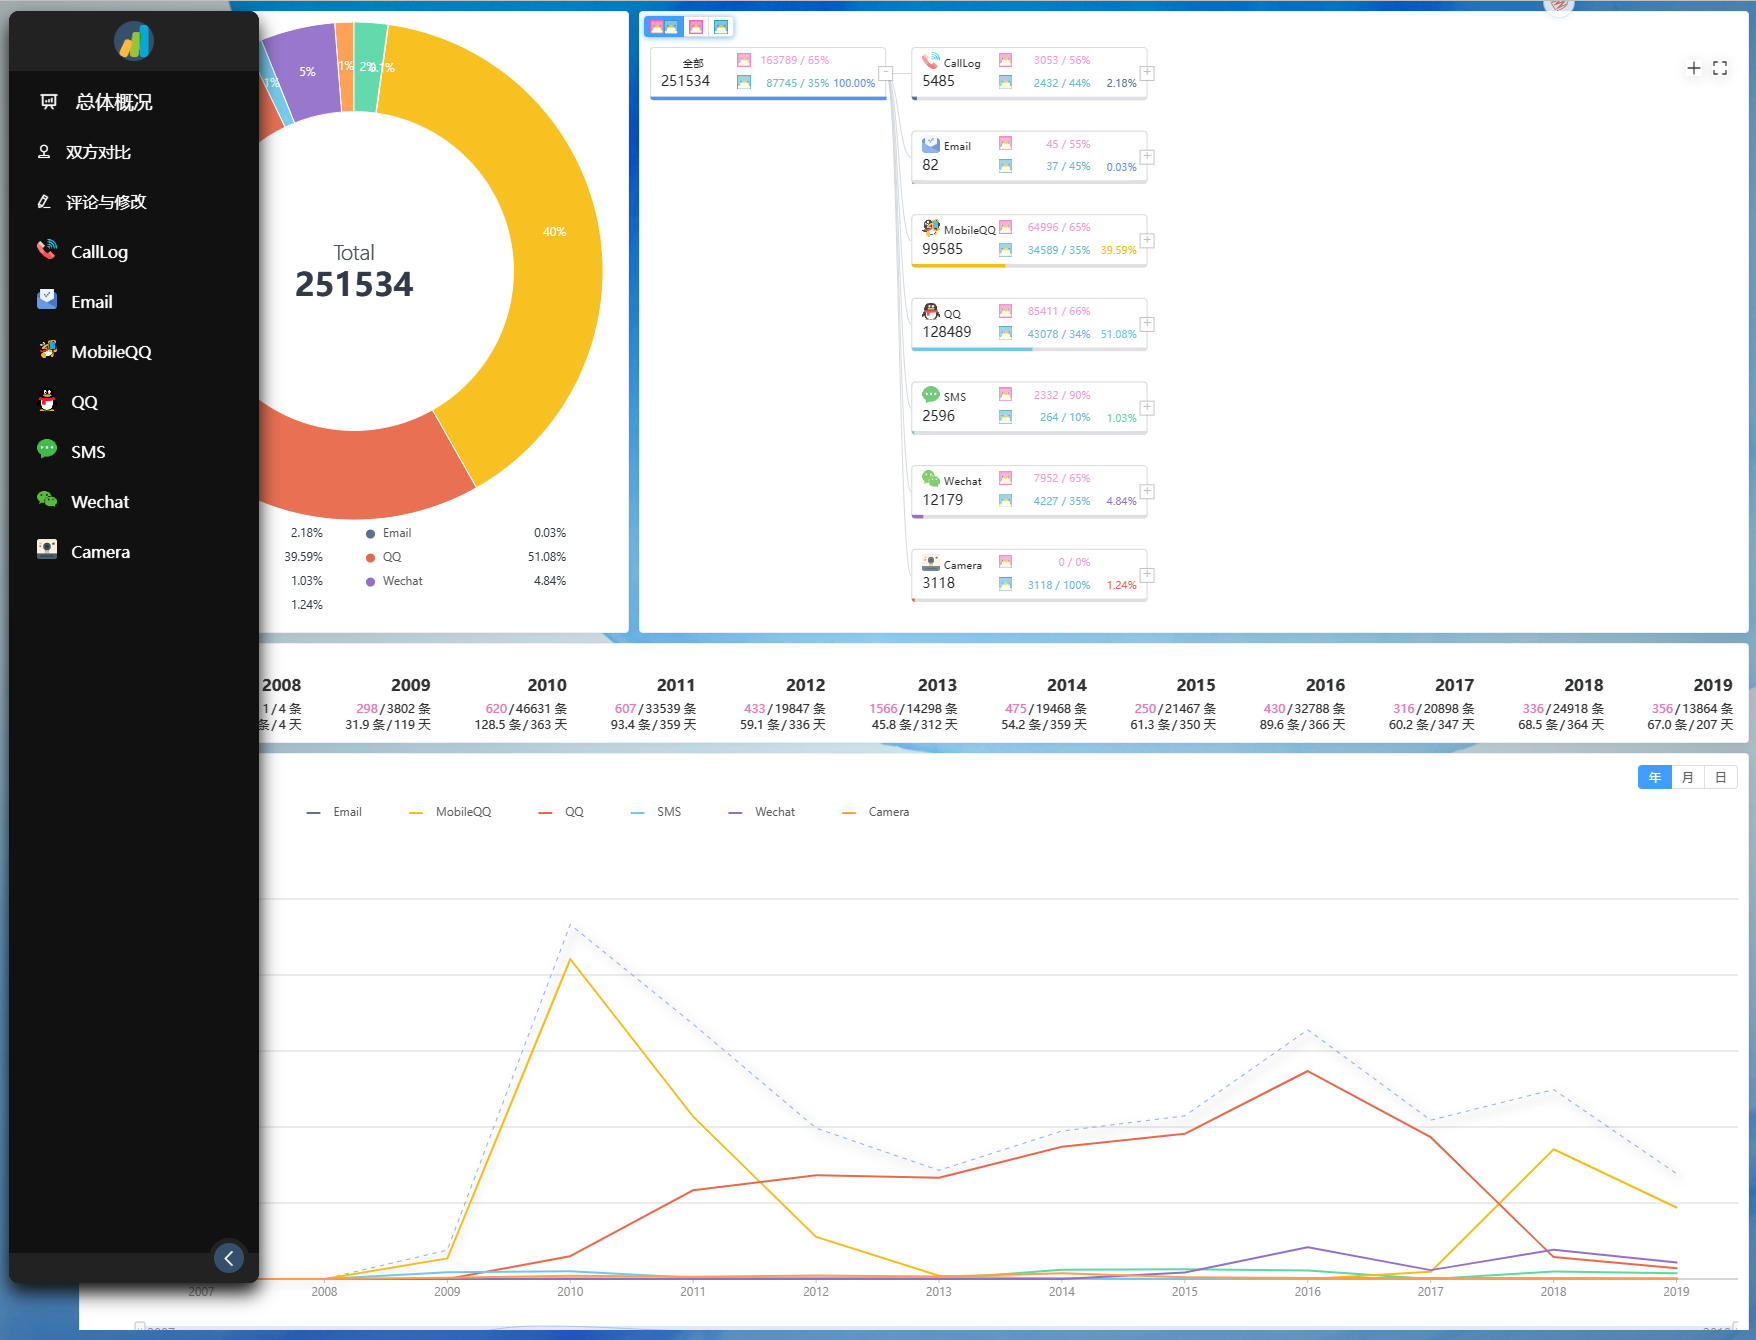 总体概况
双方对比
评论与修改
CallLog
Email
MobileQQ
QQ
SMS
Wechat
Camera
1%
5%
1%
2%
0.1%
40%
Total
251534
2.18%
Email
0.03%
39.59%
QQ
51.08%
1.03%
Wechat
4.84%
1.24%
全部
251534
163789 / 65%
87745 / 35%
100.00%
CallLog
5485
3053 / 56%
2432 / 44%
2.18%
Email
82
45 / 55%
37 / 45%
0.03%
MobileQQ
99585
64996 / 65%
34589 / 35%
39.59%
QQ
128489
85411 / 66%
43078 / 34%
51.08%
SMS
2596
2332 / 90%
264 / 10%
1.03%
Wechat
12179
7952 / 65%
4227 / 35%
4.84%
Camera
3118
0 / 0%
3118 / 100%
1.24%
2008 2009 2010 2011 2012 2013 2014 2015 2016 2017 2018 2019
1/4 条 298/3802 条 620/46631 条 607/33539 条 433/19847 条 1566/14298 条 475/19468 条 250/21467 条 430/32788 条 316/20898 条 336/24918 条 356/13864 条
条/4 天 31.9 条/119 天 128.5 条/363 天 93.4 条/359 天 59.1 条/336 天 45.8 条/312 天 54.2 条/359 天 61.3 条/350 天 89.6 条/366 天 60.2 条/347 天 68.5 条/364 天 67.0 条/207 天
年 月 日
Email MobileQQ QQ SMS Wechat Camera
2007 2008 2009 2010 2011 2012 2013 2014 2015 2016 2017 2018 2019